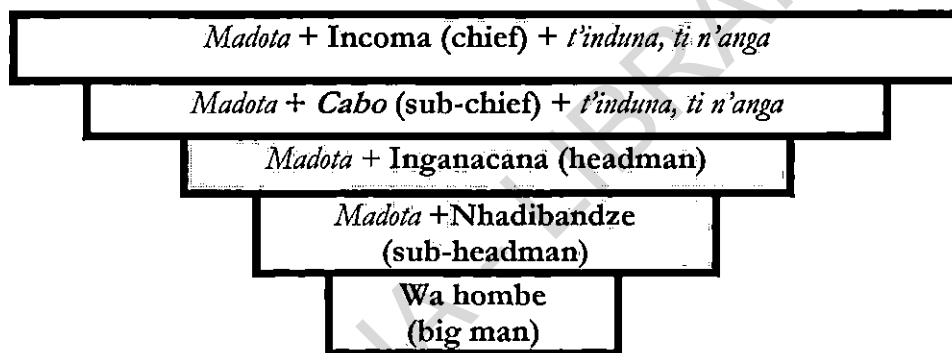 Madota + Incoma (chief) + t'induna, ti n'anga
Madota + Cabo (sub-chief) + t'induna, ti n'anga
Madota + Inganacana (headman)
Madota +Nhadibandze
(sub-headman)
Wa hombe
(big man)